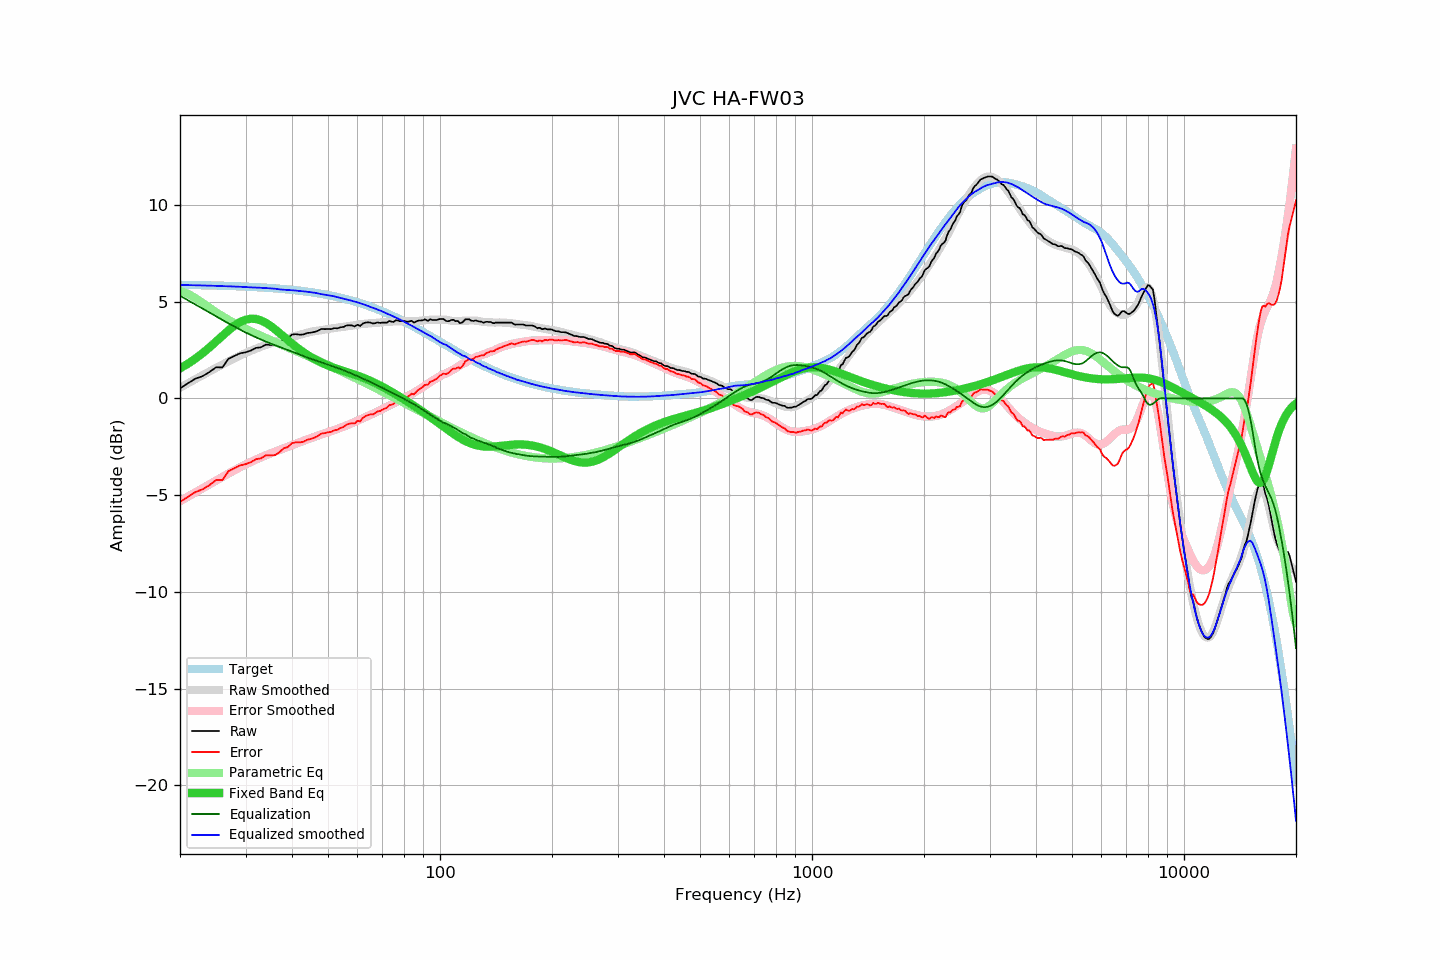 JVC HA-FW03
Amplitude (dBr)
10
5
0
−5
−10
−15
−20
Target
Raw Smoothed
Error Smoothed
Raw
Error
Parametric Eq
Fixed Band Eq
Equalization
Equalized smoothed
100 1000 10000
Frequency (Hz)